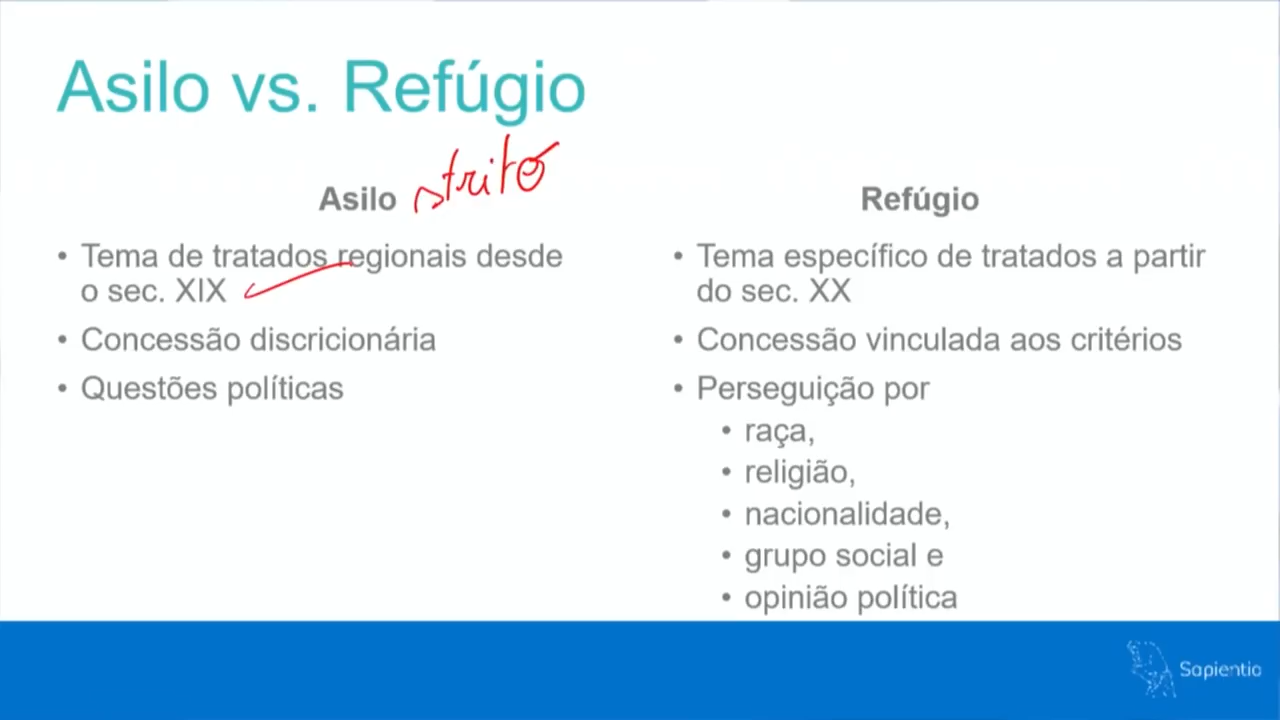 Asilo vs. Refúgio
Asilo strito
Tema de tratados regionais desde
o sec. XIX
• Concessão discricionária
• Questões políticas
Refúgio
• Tema específico de tratados a partir
do sec. XX
• Concessão vinculada aos critérios
• Perseguição por
• raça,
• religião,
• nacionalidade,
• grupo social e
• opinião política
Sapientia